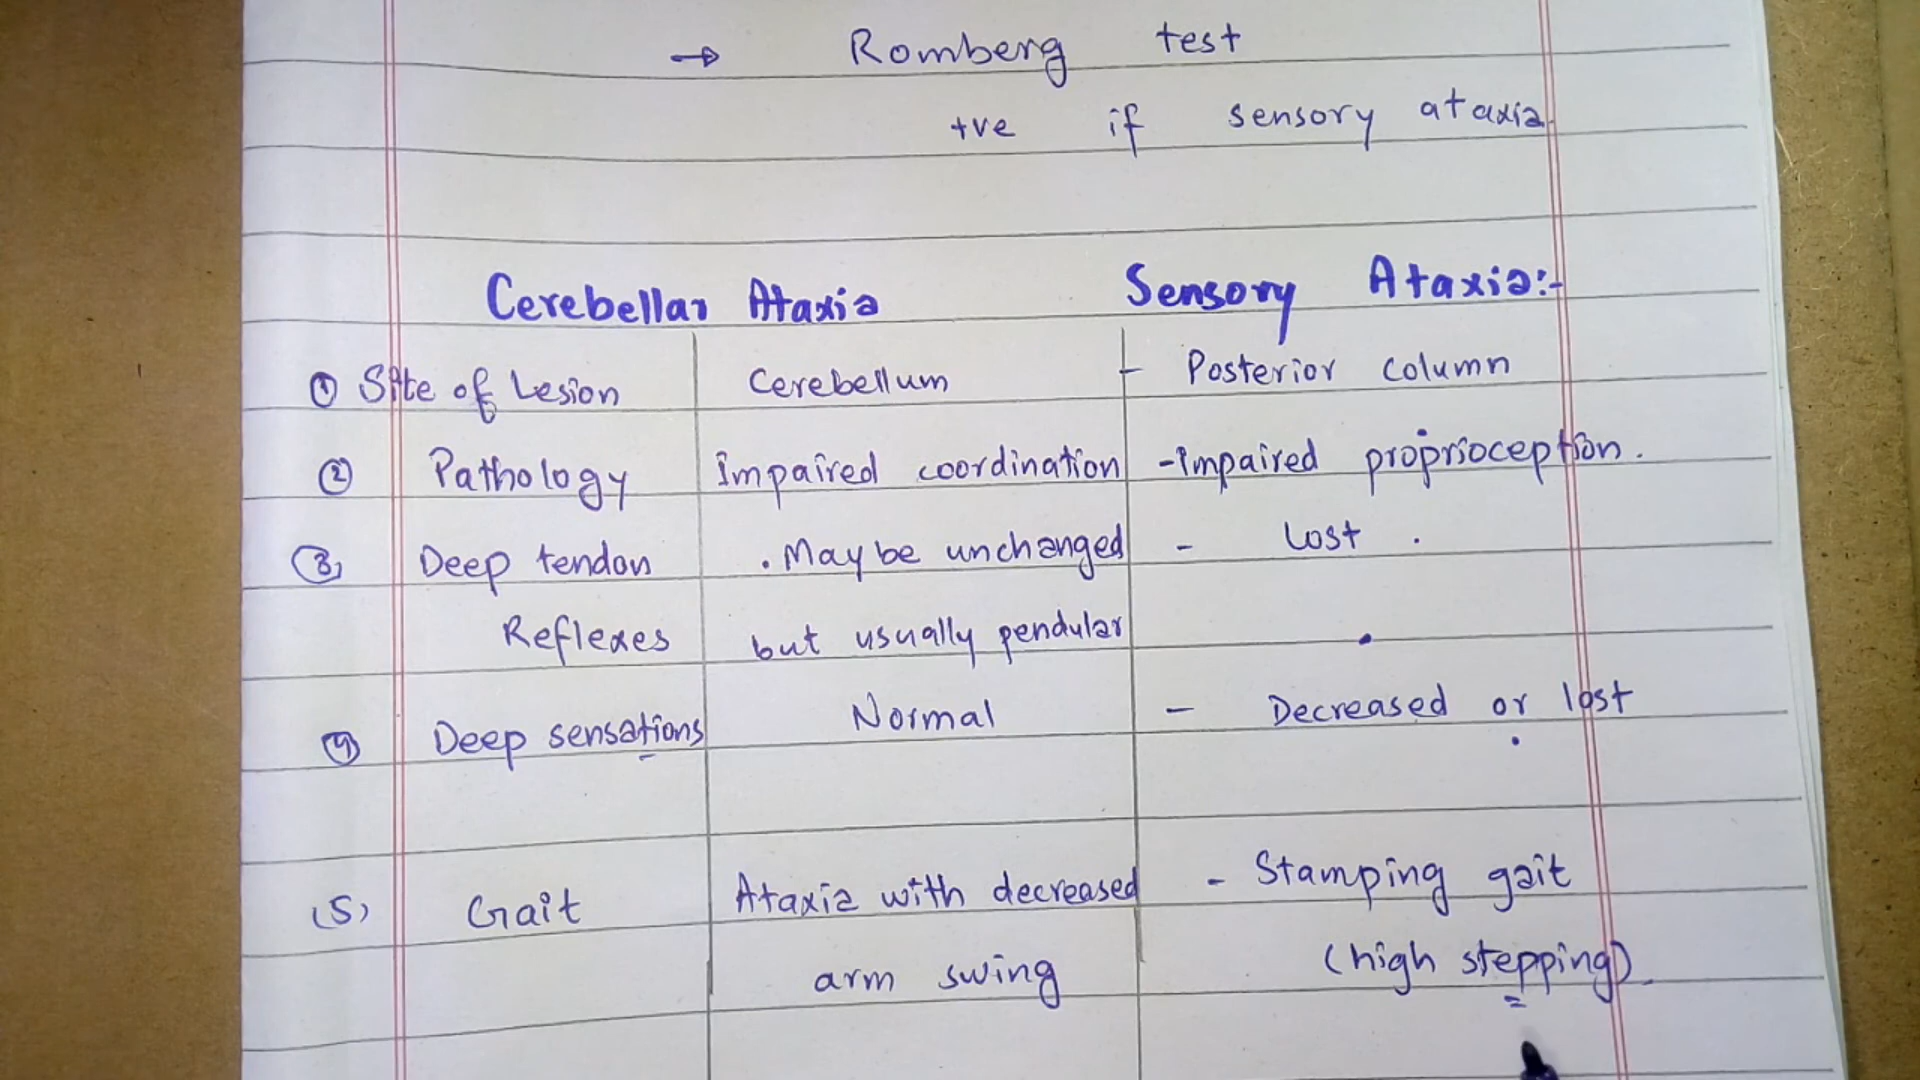 → Romberg test
+ve if sensory ataxia
Cerebellar Ataxia Sensory Ataxia:-
① Site of Lesion Cerebellum - Posterior column
② Pathology Impaired coordination - Impaired proprioception.
③ Deep tendon . May be unchanged - Lost .
Reflexes but usually pendular
④ Deep sensations Normal - Decreased or lost
(5) Gait Ataxia with decreased - Stamping gait
arm swing (high stepping)